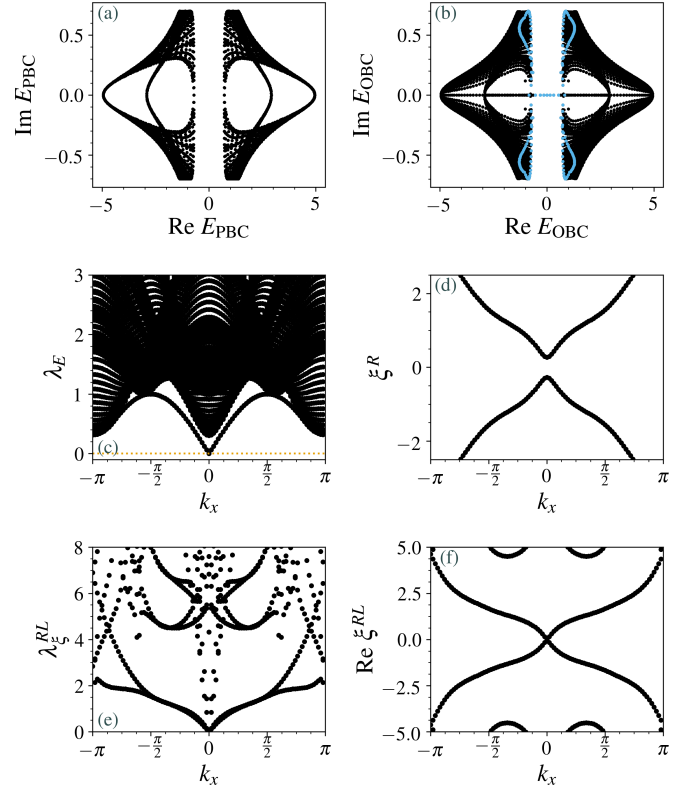 (a)
Im E_PBC
0.5
0.0
−0.5
−5
0
5
Re E_PBC
(b)
Im E_OBC
0.5
0.0
−0.5
−5
0
5
Re E_OBC
(c)
λ_E
3
2
1
0
−π
−π/2
0
π/2
π
k_x
(d)
ξ^R
2
0
−2
−π
−π/2
0
π/2
π
k_x
(e)
λ_ξ^RL
8
6
4
2
0
−π
−π/2
0
π/2
π
k_x
(f)
Re ξ^RL
5.0
2.5
0.0
−2.5
−5.0
−π
−π/2
0
π/2
π
k_x